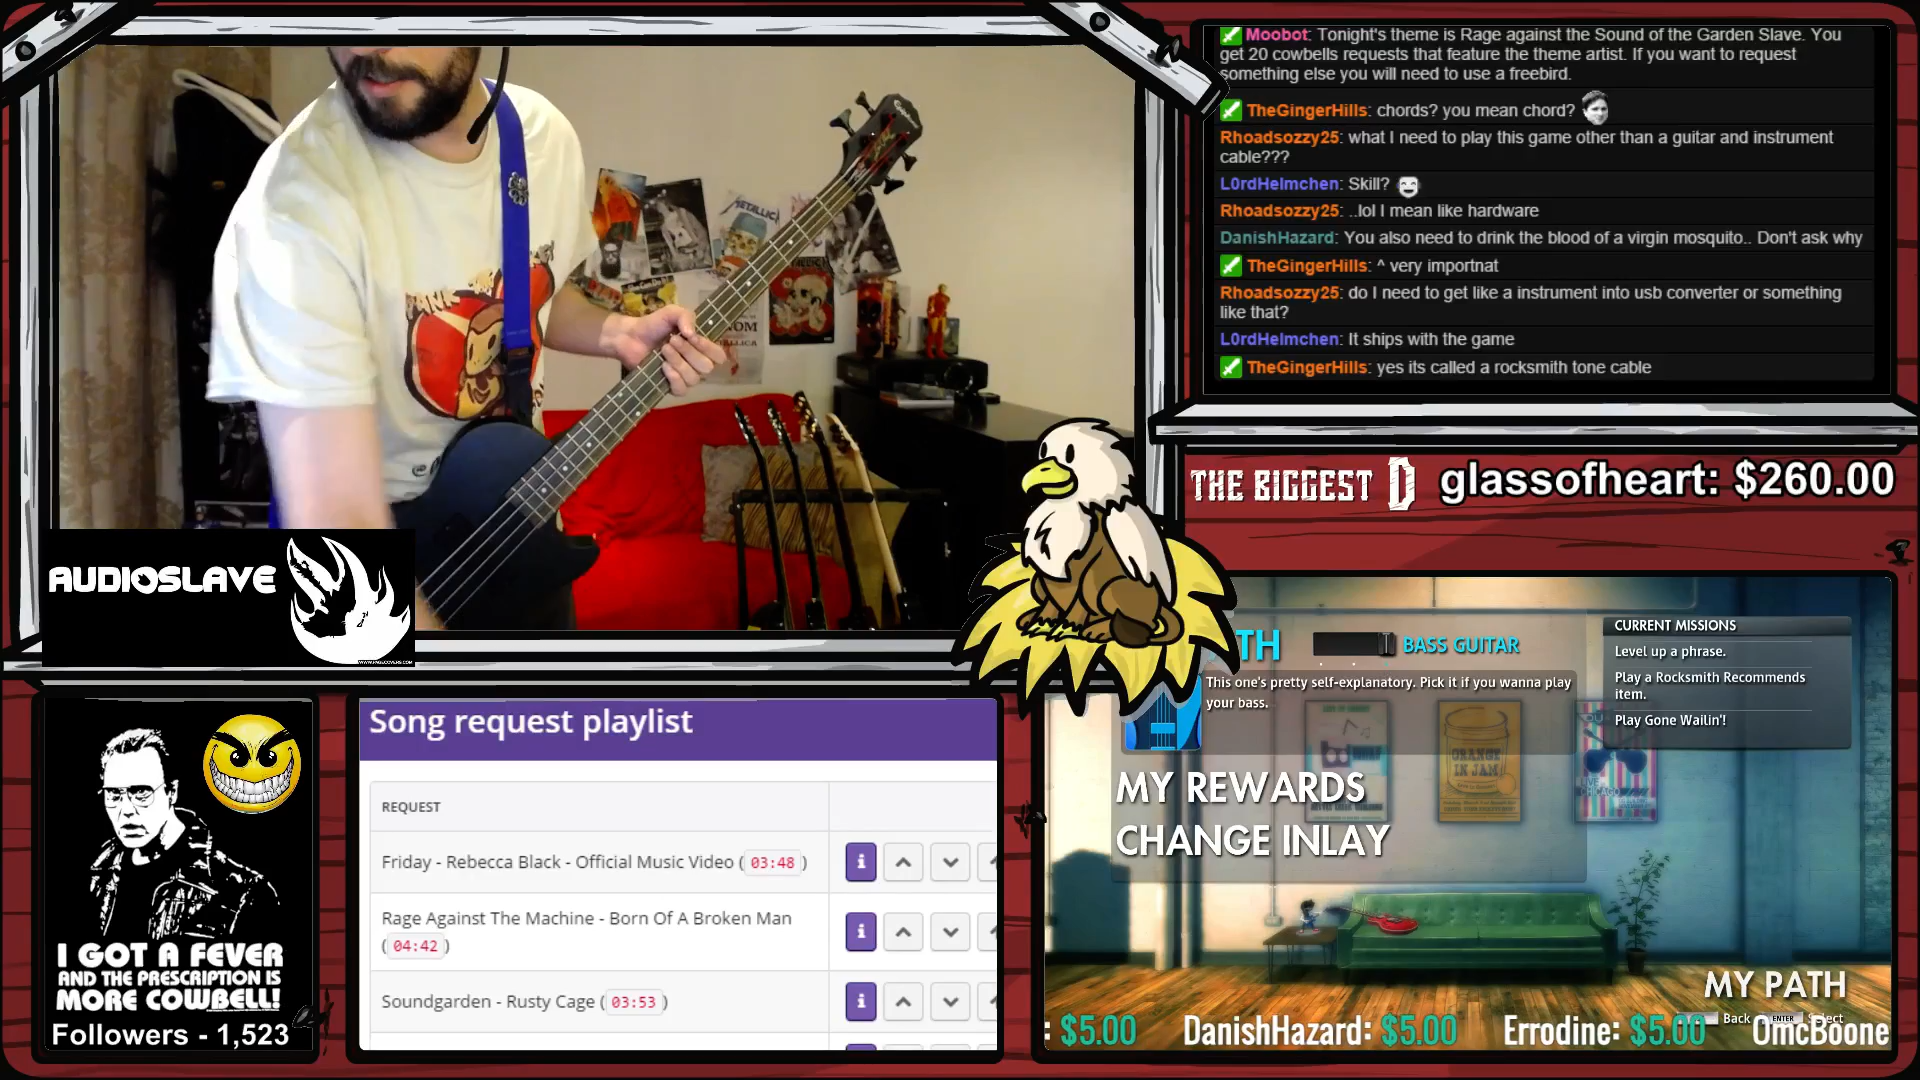 Moobot: Tonight's theme is Rage against the Sound of the Garden Slave. You
get 20 cowbells requests that feature the theme artist. If you want to request
something else you will need to use a freebird.
TheGingerHills: chords? you mean chord?
Rhoadsozzy25: what I need to play this game other than a guitar and instrument
cable???
L0rdHelmchen: Skill?
Rhoadsozzy25: ..lol I mean like hardware
DanishHazard: You also need to drink the blood of a virgin mosquito.. Don't ask why
TheGingerHills: ^ very importnat
Rhoadsozzy25: do I need to get like a instrument into usb converter or something
like that?
L0rdHelmchen: It ships with the game
TheGingerHills: yes its called a rocksmith tone cable
Epiphone
METALLICA
THE BIGGEST D glassofheart: $260.00
AUDIOSLAVE
TH
BASS GUITAR
This one's pretty self-explanatory. Pick it if you wanna play
your bass.
CURRENT MISSIONS
Level up a phrase.
Play a Rocksmith Recommends
item.
Play Gone Wailin'!
ORANGE
IN JAM
MY REWARDS
CHANGE INLAY
MY PATH
Back ENTER Select
: $5.00 DanishHazard: $5.00 Errodine: $5.00 OmcBoone
Song request playlist
REQUEST
Friday - Rebecca Black - Official Music Video (03:48)
Rage Against The Machine - Born Of A Broken Man
(04:42)
Soundgarden - Rusty Cage (03:53)
I GOT A FEVER
AND THE PRESCRIPTION IS
MORE COWBELL!
Followers - 1,523